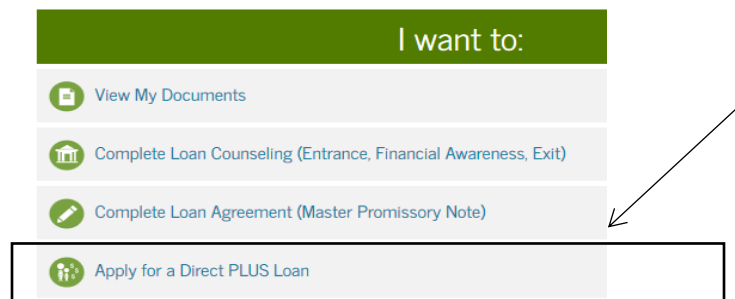 I want to:
View My Documents
Complete Loan Counseling (Entrance, Financial Awareness, Exit)
Complete Loan Agreement (Master Promissory Note)
Apply for a Direct PLUS Loan